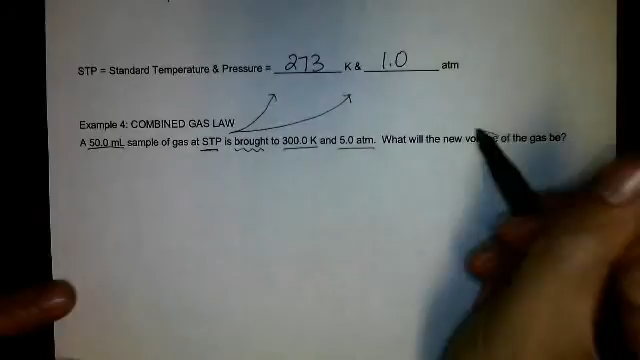 STP = Standard Temperature & Pressure = 273 K & 1.0 atm
Example 4: COMBINED GAS LAW
A 50.0 mL sample of gas at STP is brought to 300.0 K and 5.0 atm. What will the new of the gas be?